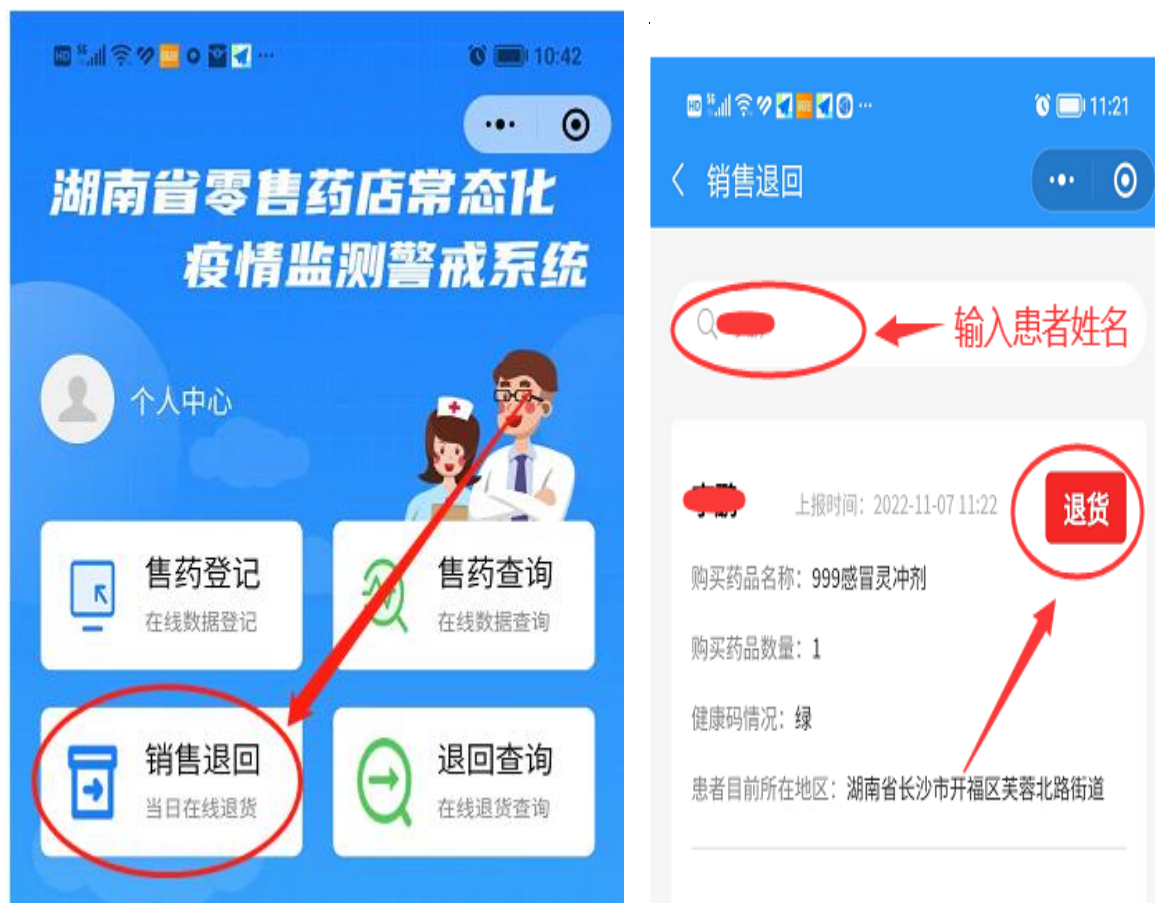 HD 5G 10:42
湖南省零售药店常态化
疫情监测警戒系统
个人中心
售药登记
在线数据登记
售药查询
在线数据查询
销售退回
当日在线退货
退回查询
在线退货查询
HD 5G 11:21
销售退回
输入患者姓名
上报时间：2022-11-07 11:22
退货
购买药品名称：999感冒灵冲剂
购买药品数量：1
健康码情况：绿
患者目前所在地区：湖南省长沙市开福区芙蓉北路街道